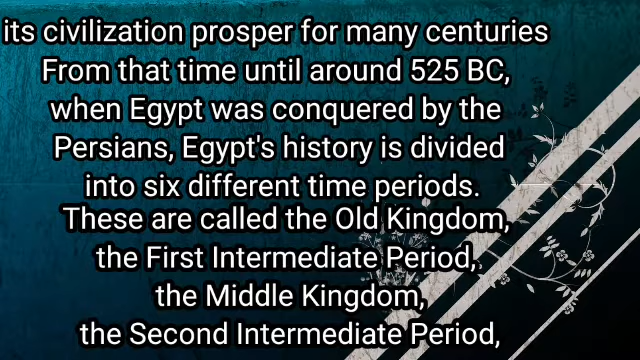 its civilization prosper for many centuries
From that time until around 525 BC,
when Egypt was conquered by the
Persians, Egypt's history is divided
into six different time periods.
These are called the Old Kingdom,
the First Intermediate Period,
the Middle Kingdom,
the Second Intermediate Period,